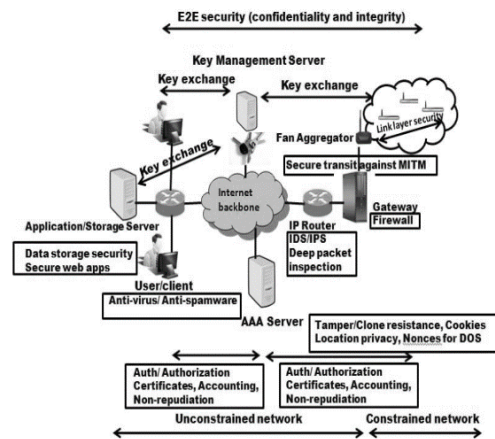 E2E security (confidentiality and integrity)
Key Management Server
Key exchange
Key exchange
Link layer security
Fan Aggregator
Key exchange
Secure transit against MITM
Internet
backbone
Application/Storage Server
IP Router
Gateway
Firewall
IDS/IPS
Deep packet
inspection
Data storage security
Secure web apps
User/client
Anti-virus/ Anti-spamware
AAA Server
Tamper/Clone resistance, Cookies
Location privacy, Nonces for DOS
Auth/ Authorization
Certificates, Accounting,
Non-repudiation
Auth/ Authorization
Certificates, Accounting,
Non-repudiation
Unconstrained network
Constrained network